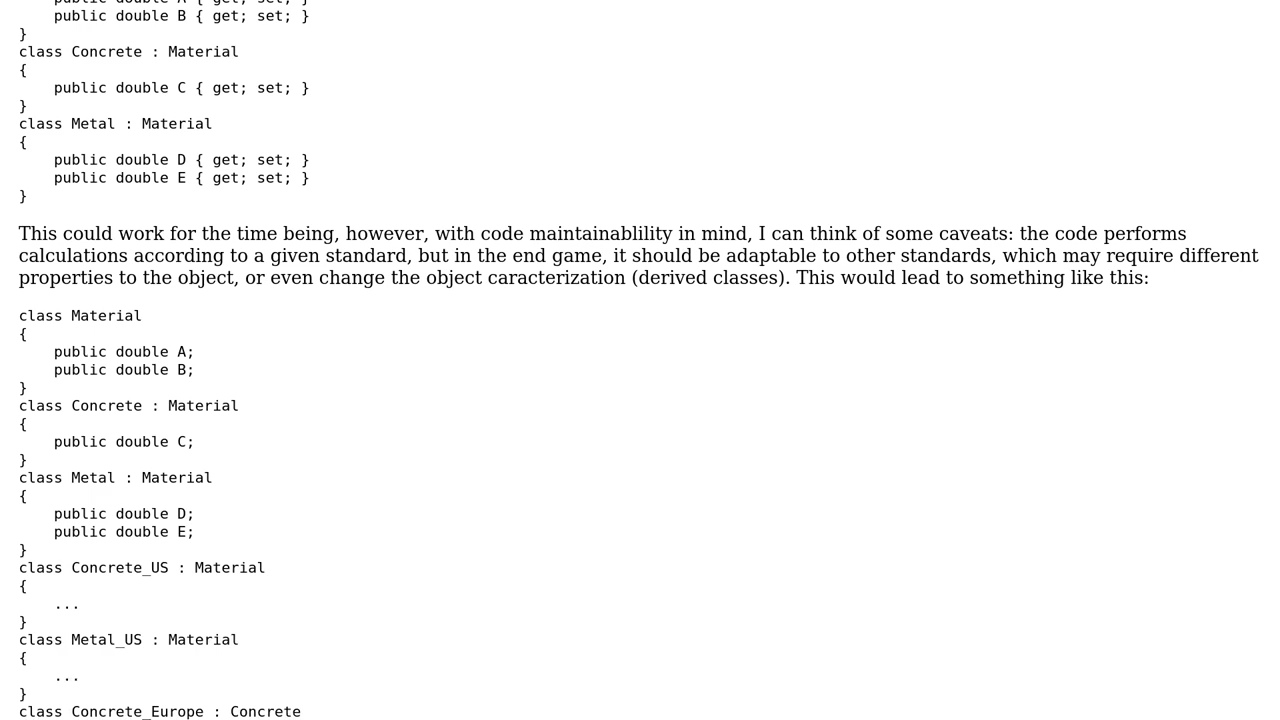 public double A { get; set; }
    public double B { get; set; }
}
class Concrete : Material
{
    public double C { get; set; }
}
class Metal : Material
{
    public double D { get; set; }
    public double E { get; set; }
}
This could work for the time being, however, with code maintainablility in mind, I can think of some caveats: the code performs
calculations according to a given standard, but in the end game, it should be adaptable to other standards, which may require different
properties to the object, or even change the object caracterization (derived classes). This would lead to something like this:
class Material
{
    public double A;
    public double B;
}
class Concrete : Material
{
    public double C;
}
class Metal : Material
{
    public double D;
    public double E;
}
class Concrete_US : Material
{
    ...
}
class Metal_US : Material
{
    ...
}
class Concrete_Europe : Concrete